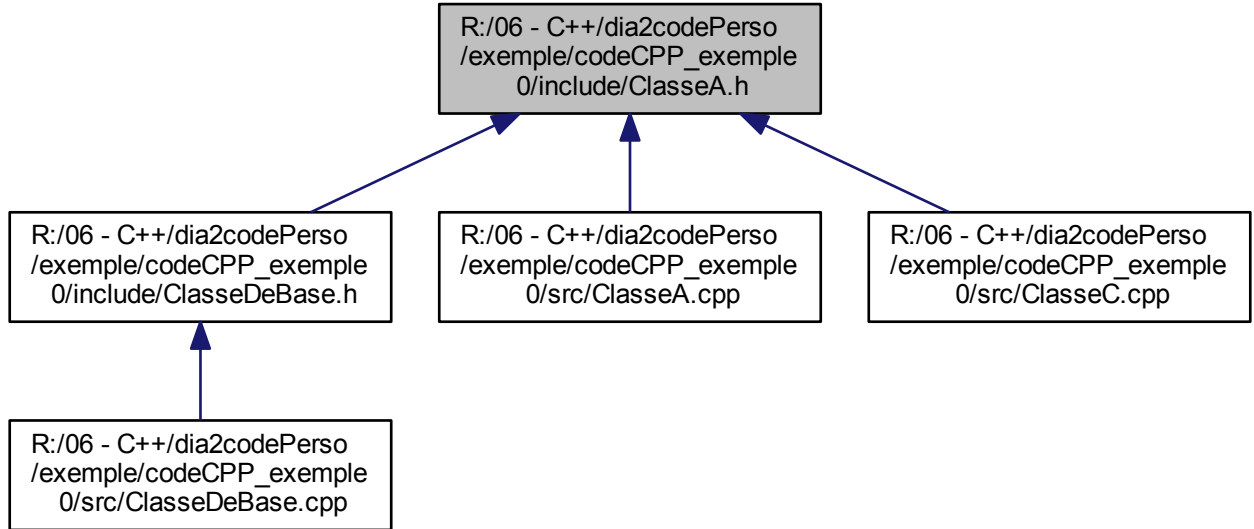 R:/06 - C++/dia2codePerso
/exemple/codeCPP_exemple
0/include/ClasseA.h
R:/06 - C++/dia2codePerso
/exemple/codeCPP_exemple
0/include/ClasseDeBase.h
R:/06 - C++/dia2codePerso
/exemple/codeCPP_exemple
0/src/ClasseA.cpp
R:/06 - C++/dia2codePerso
/exemple/codeCPP_exemple
0/src/ClasseC.cpp
R:/06 - C++/dia2codePerso
/exemple/codeCPP_exemple
0/src/ClasseDeBase.cpp